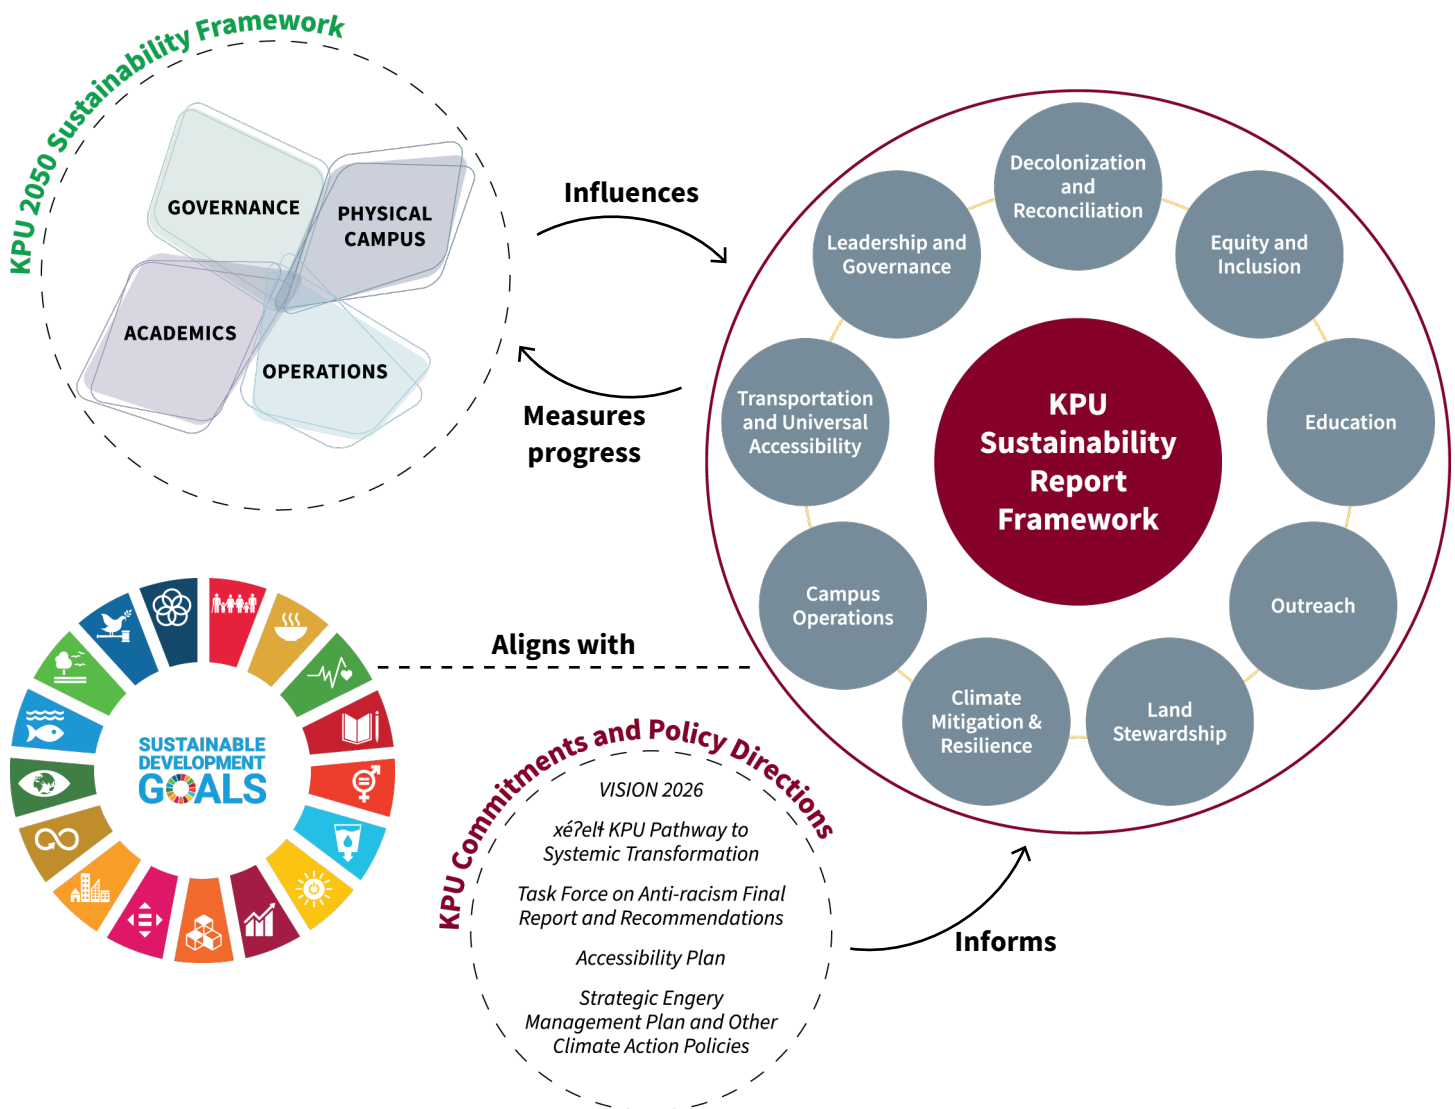 KPU 2050 Sustainability Framework
GOVERNANCE
PHYSICAL
CAMPUS
ACADEMICS
OPERATIONS
Influences
Measures
progress
Decolonization
and
Reconciliation
Equity and
Inclusion
Education
Outreach
Land
Stewardship
Climate
Mitigation &
Resilience
Campus
Operations
Transportation
and Universal
Accessibility
Leadership and
Governance
KPU
Sustainability
Report
Framework
Aligns with
SUSTAINABLE
DEVELOPMENT
GOALS
KPU Commitments and Policy Directions
VISION 2026
xéʔelɬ KPU Pathway to
Systemic Transformation
Task Force on Anti-racism Final
Report and Recommendations
Accessibility Plan
Strategic Engery
Management Plan and Other
Climate Action Policies
Informs